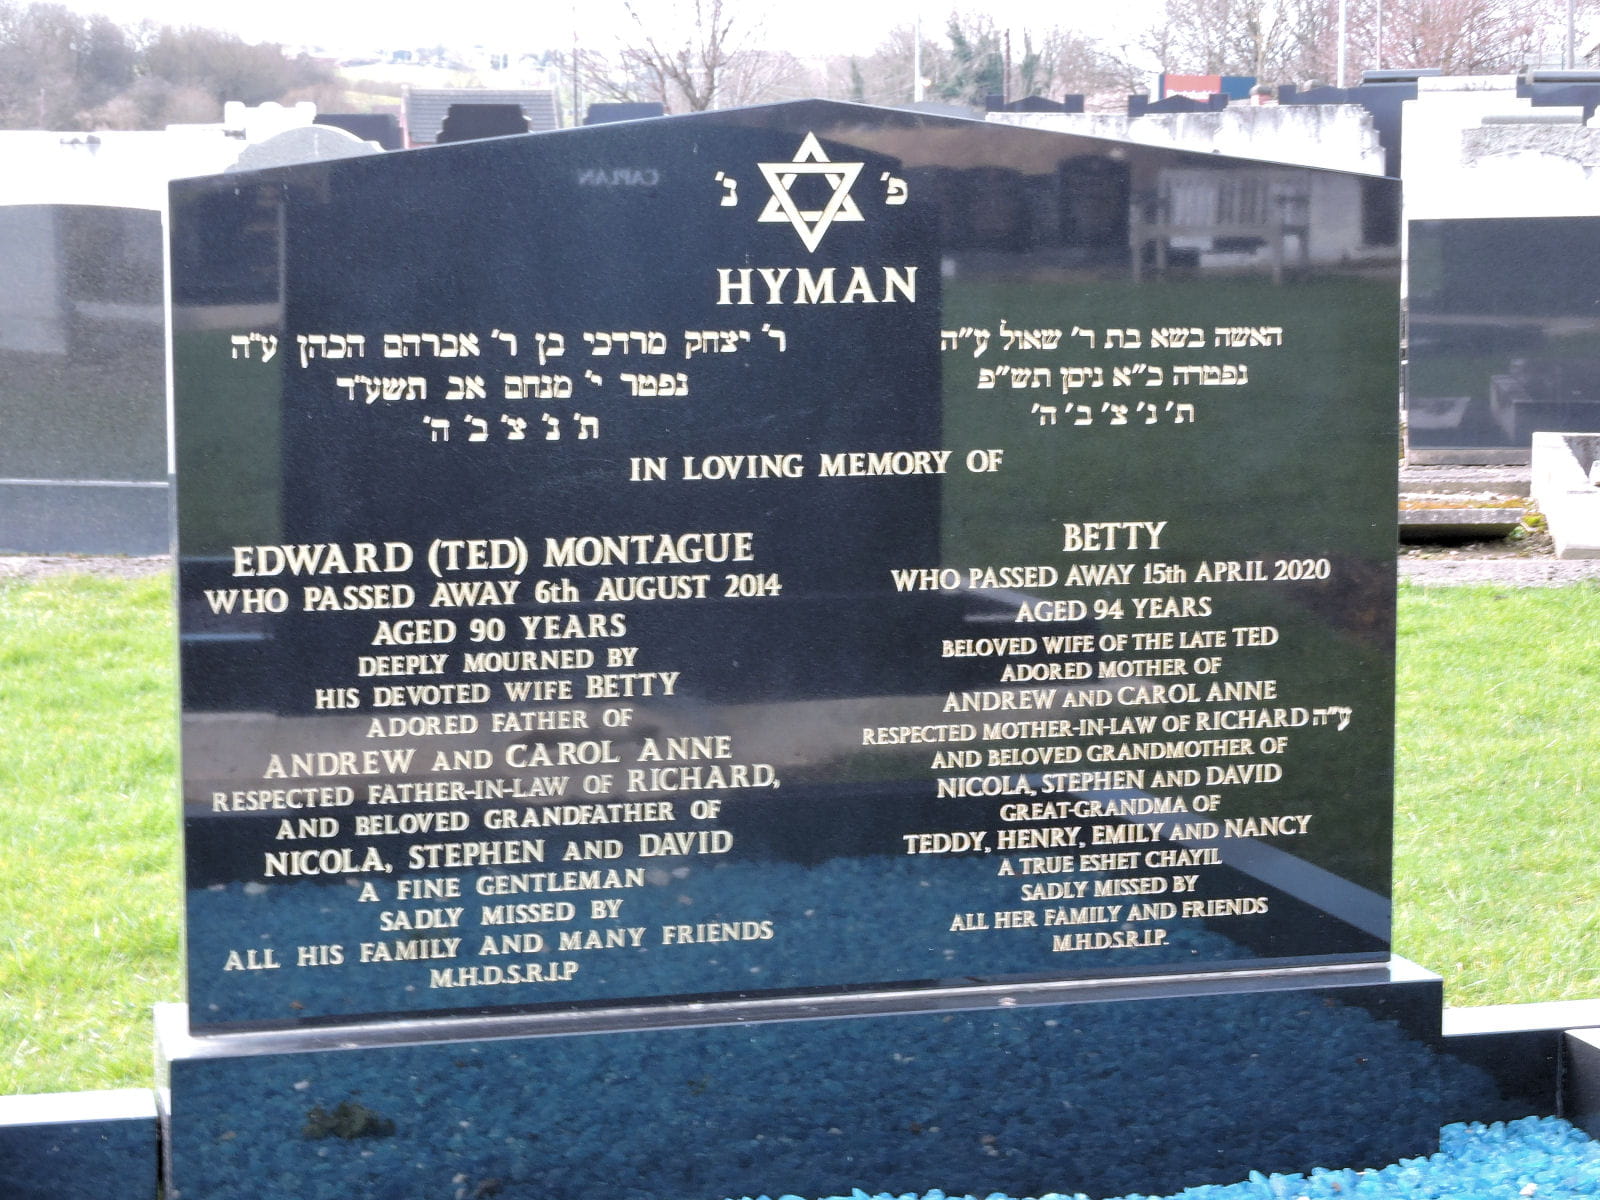 פ׳ נ׳
HYMAN
ר׳ יצחק מרדכי בן ר׳ אברהם הכהן ע״ה
נפטר י׳ מנחם אב תשע״ד
ת׳ נ׳ צ׳ ב׳ ה׳
האשה בשא בת ר׳ שאול ע״ה
נפטרה כ״א ניסן תש״פ
ת׳ נ׳ צ׳ ב׳ ה׳
IN LOVING MEMORY OF
EDWARD (TED) MONTAGUE
WHO PASSED AWAY 6th AUGUST 2014
AGED 90 YEARS
DEEPLY MOURNED BY
HIS DEVOTED WIFE BETTY
ADORED FATHER OF
ANDREW AND CAROL ANNE
RESPECTED FATHER-IN-LAW OF RICHARD,
AND BELOVED GRANDFATHER OF
NICOLA, STEPHEN AND DAVID
A FINE GENTLEMAN
SADLY MISSED BY
ALL HIS FAMILY AND MANY FRIENDS
M.H.D.S.R.I.P
BETTY
WHO PASSED AWAY 15th APRIL 2020
AGED 94 YEARS
BELOVED WIFE OF THE LATE TED
ADORED MOTHER OF
ANDREW AND CAROL ANNE
RESPECTED MOTHER-IN-LAW OF RICHARD ע״ה
AND BELOVED GRANDMOTHER OF
NICOLA, STEPHEN AND DAVID
GREAT-GRANDMA OF
TEDDY, HENRY, EMILY AND NANCY
A TRUE ESHET CHAYIL
SADLY MISSED BY
ALL HER FAMILY AND FRIENDS
M.H.D.S.R.I.P.
CAPLAN